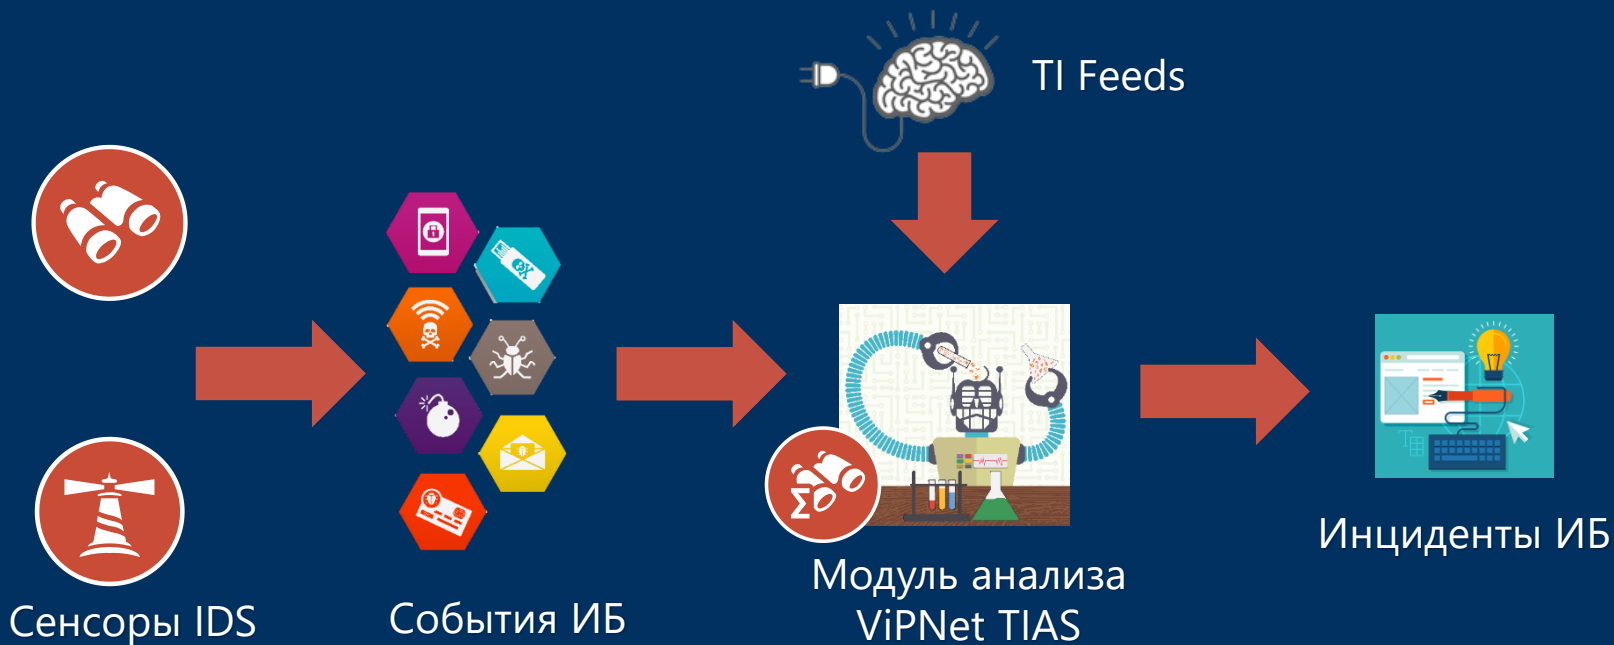 TI Feeds
Сенсоры IDS
События ИБ
Модуль анализа
ViPNet TIAS
Инциденты ИБ
Σ